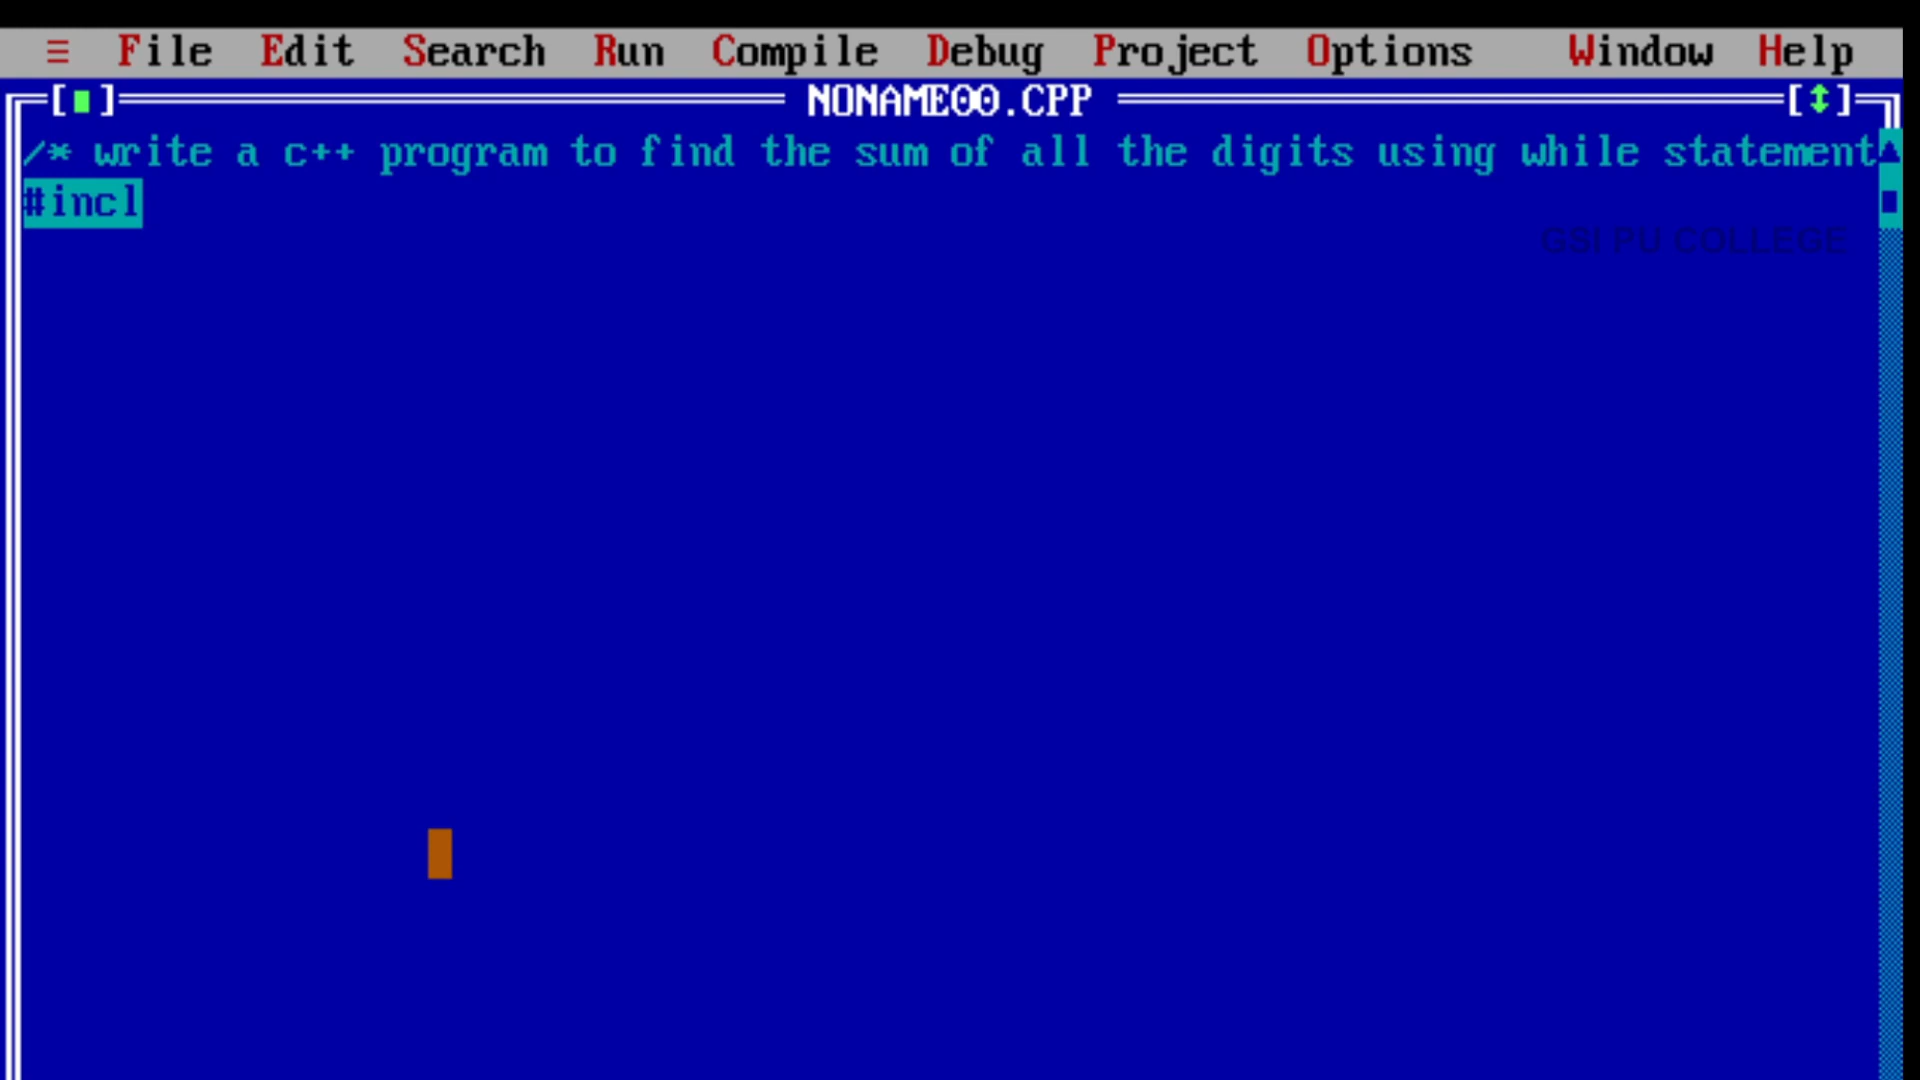 ≡ File Edit Search Run Compile Debug Project Options Window Help
[■] NONAME00.CPP [↕]
/* write a c++ program to find the sum of all the digits using while statement
#incl
GSI PU COLLEGE